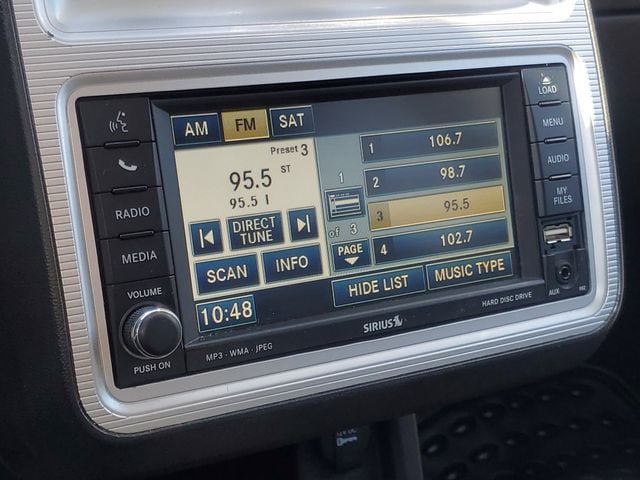 LOAD
MENU
AUDIO
MY
FILES
AUX
RADIO
MEDIA
VOLUME
PUSH ON
AM FM SAT
Preset 3
95.5 ST
95.5 I
DIRECT
TUNE
SCAN INFO
10:48
1
of 3
PAGE
1 106.7
2 98.7
3 95.5
4 102.7
HIDE LIST MUSIC TYPE
MP3 - WMA - JPEG
SIRIUS
HARD DISC DRIVE